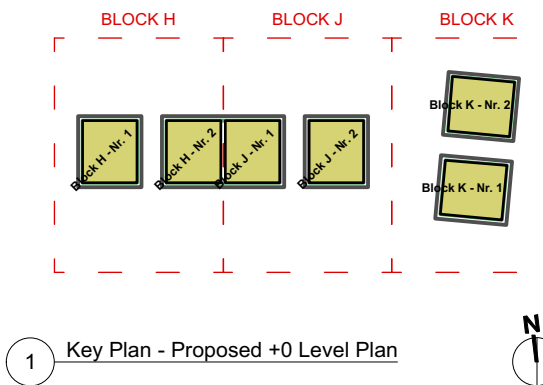 BLOCK H
BLOCK J
BLOCK K
Block H - Nr. 1
Block H - Nr. 2
Block J - Nr. 1
Block J - Nr. 2
Block K - Nr. 2
Block K - Nr. 1
1
Key Plan - Proposed +0 Level Plan
N